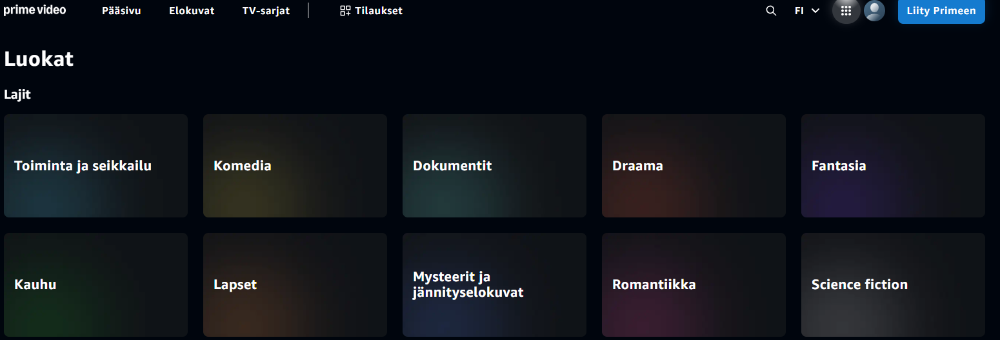 prime video
Pääsivu
Elokuvat
TV-sarjat
Tilaukset
FI
Liity Primeen
Luokat
Lajit
Toiminta ja seikkailu
Komedia
Dokumentit
Draama
Fantasia
Kauhu
Lapset
Mysteerit ja
jännityselokuvat
Romantiikka
Science fiction